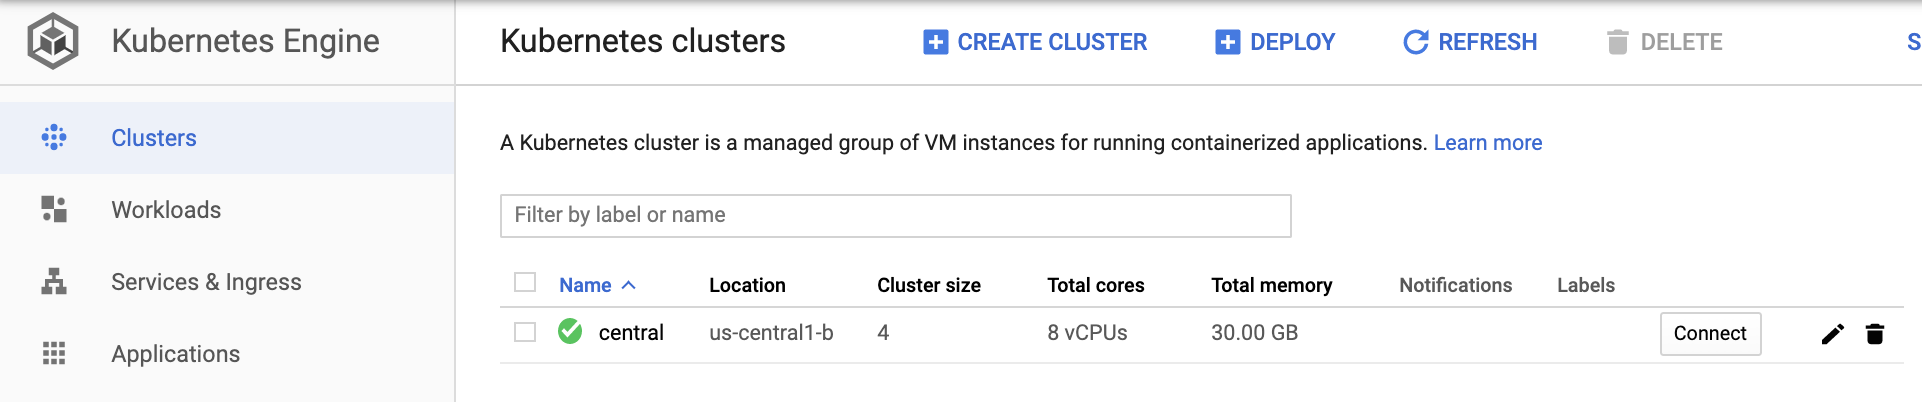 Kubernetes Engine
Kubernetes clusters CREATE CLUSTER DEPLOY REFRESH DELETE S
Clusters
Workloads
Services & Ingress
Applications
A Kubernetes cluster is a managed group of VM instances for running containerized applications. Learn more
Filter by label or name
Name Location Cluster size Total cores Total memory Notifications Labels
central us-central1-b 4 8 vCPUs 30.00 GB Connect